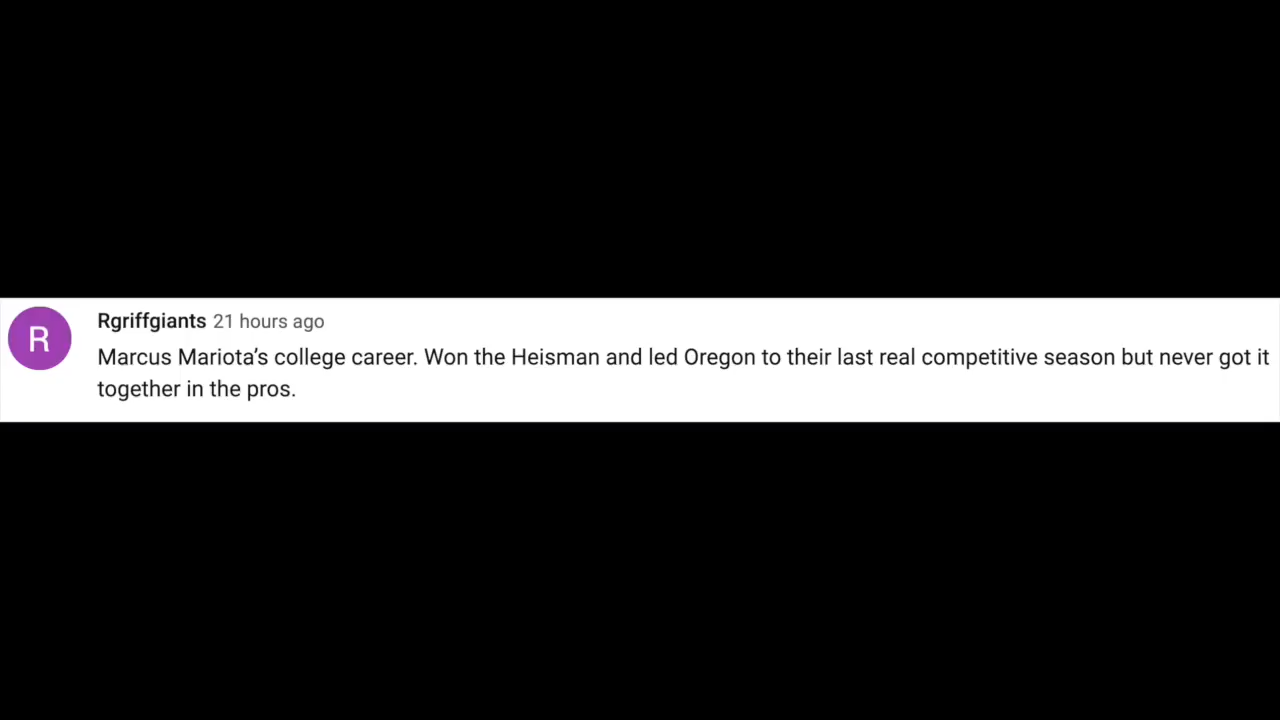 R
Rgriffgiants 21 hours ago
Marcus Mariota’s college career. Won the Heisman and led Oregon to their last real competitive season but never got it
together in the pros.